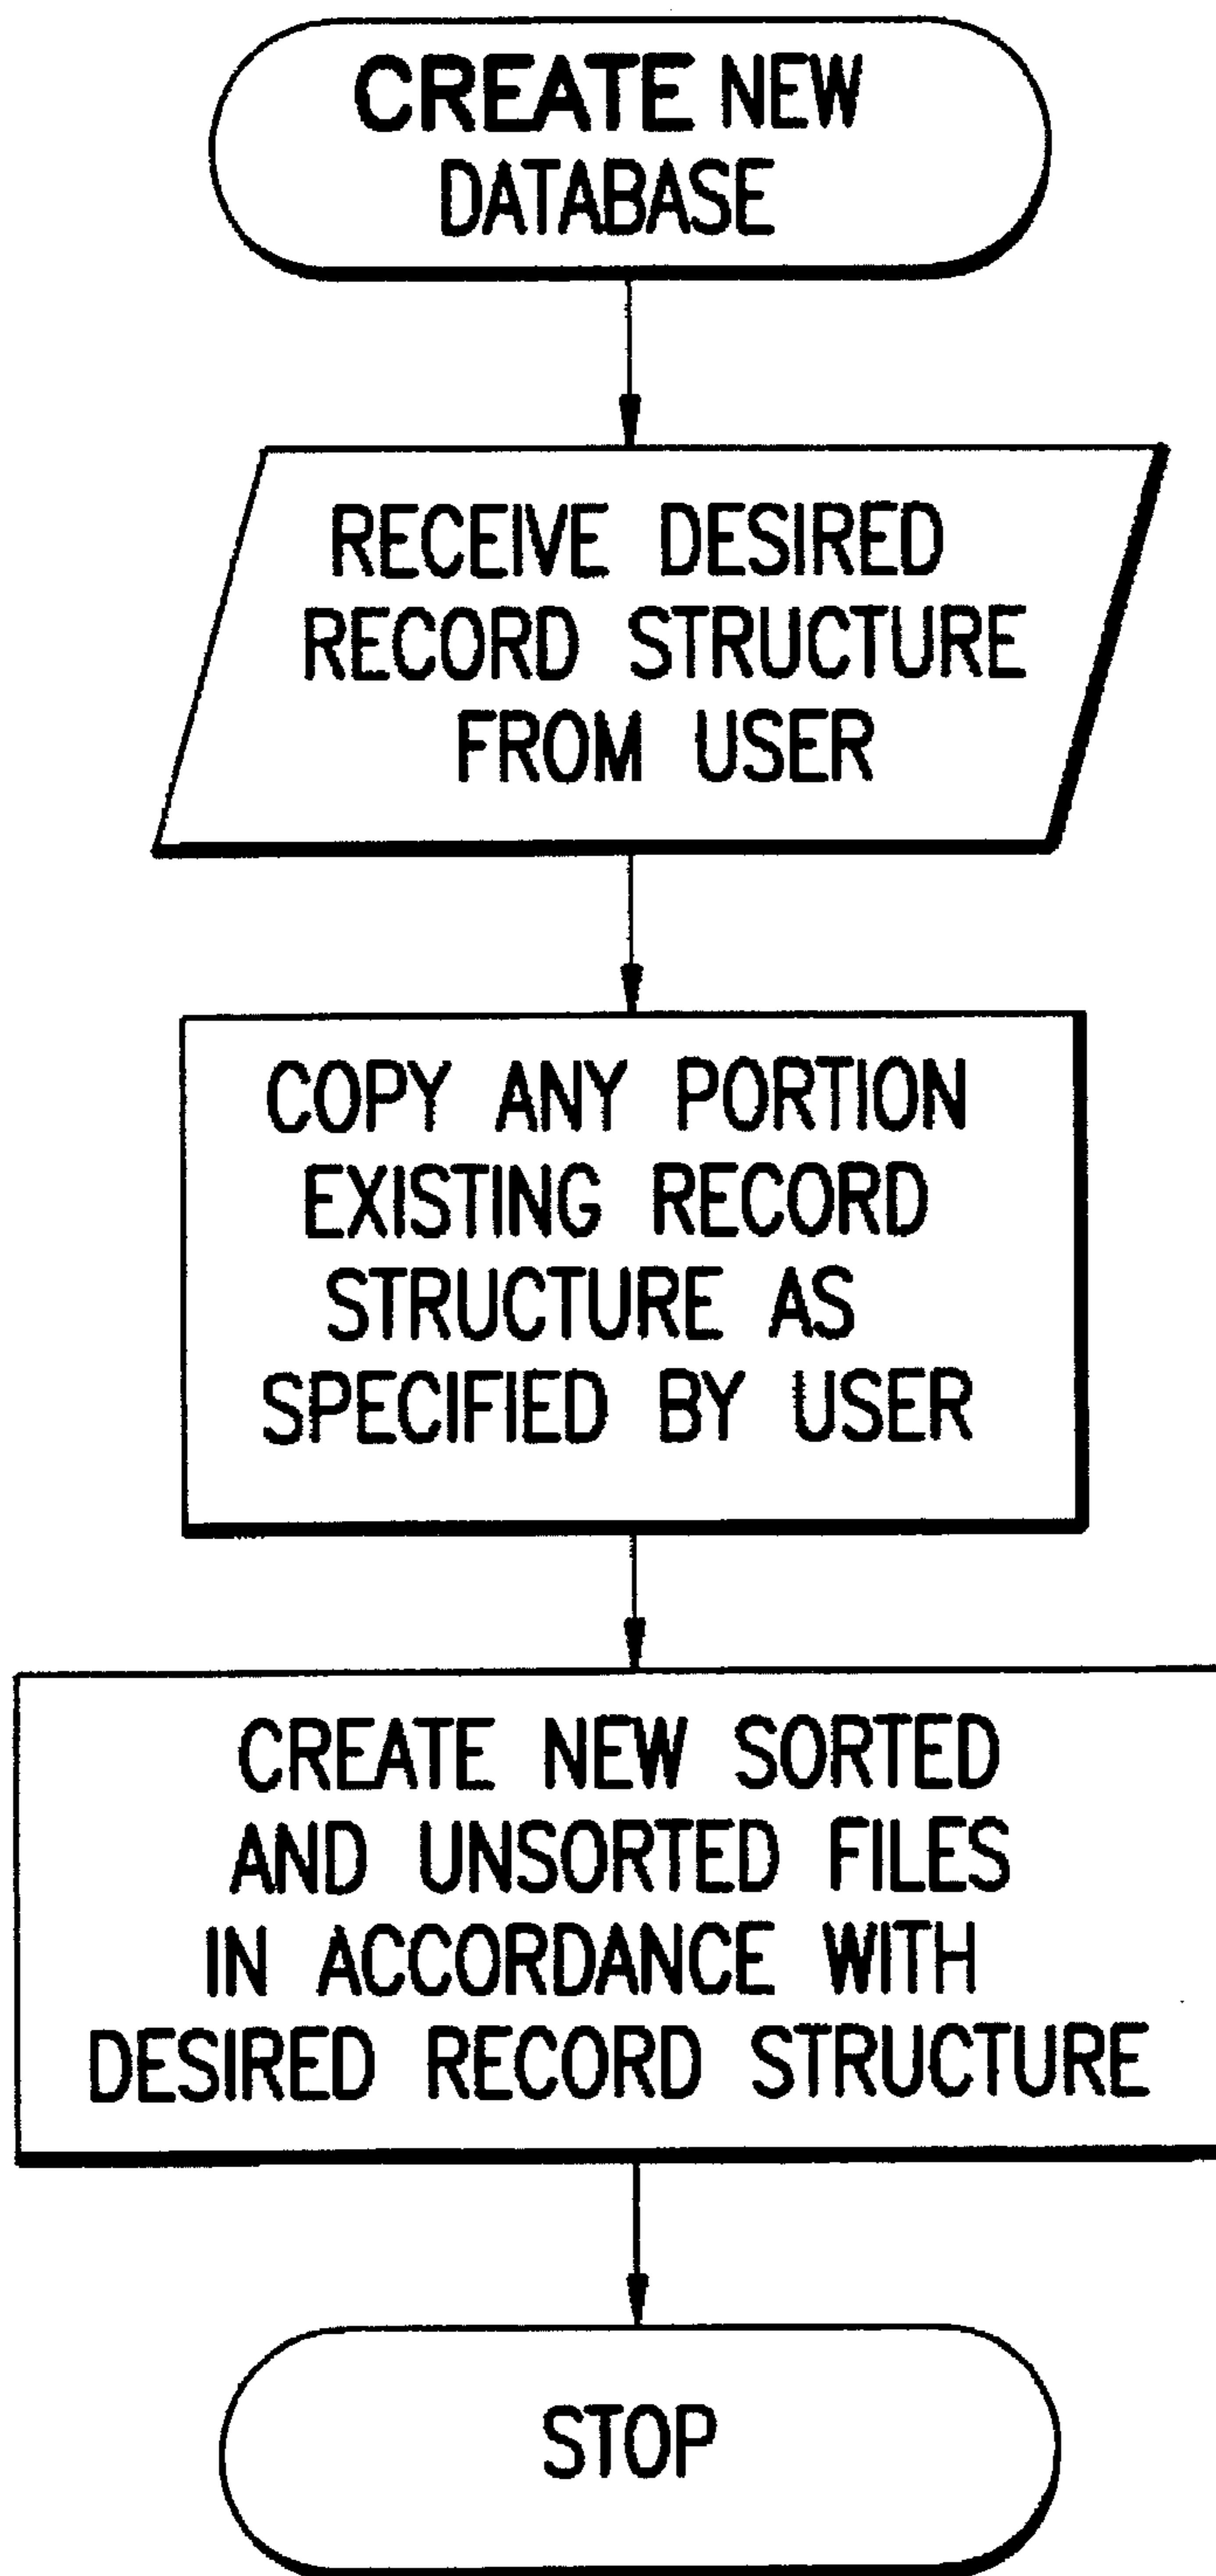 CREATE NEW
DATABASE
RECEIVE DESIRED
RECORD STRUCTURE
FROM USER
COPY ANY PORTION
EXISTING RECORD
STRUCTURE AS
SPECIFIED BY USER
CREATE NEW SORTED
AND UNSORTED FILES
IN ACCORDANCE WITH
DESIRED RECORD STRUCTURE
STOP